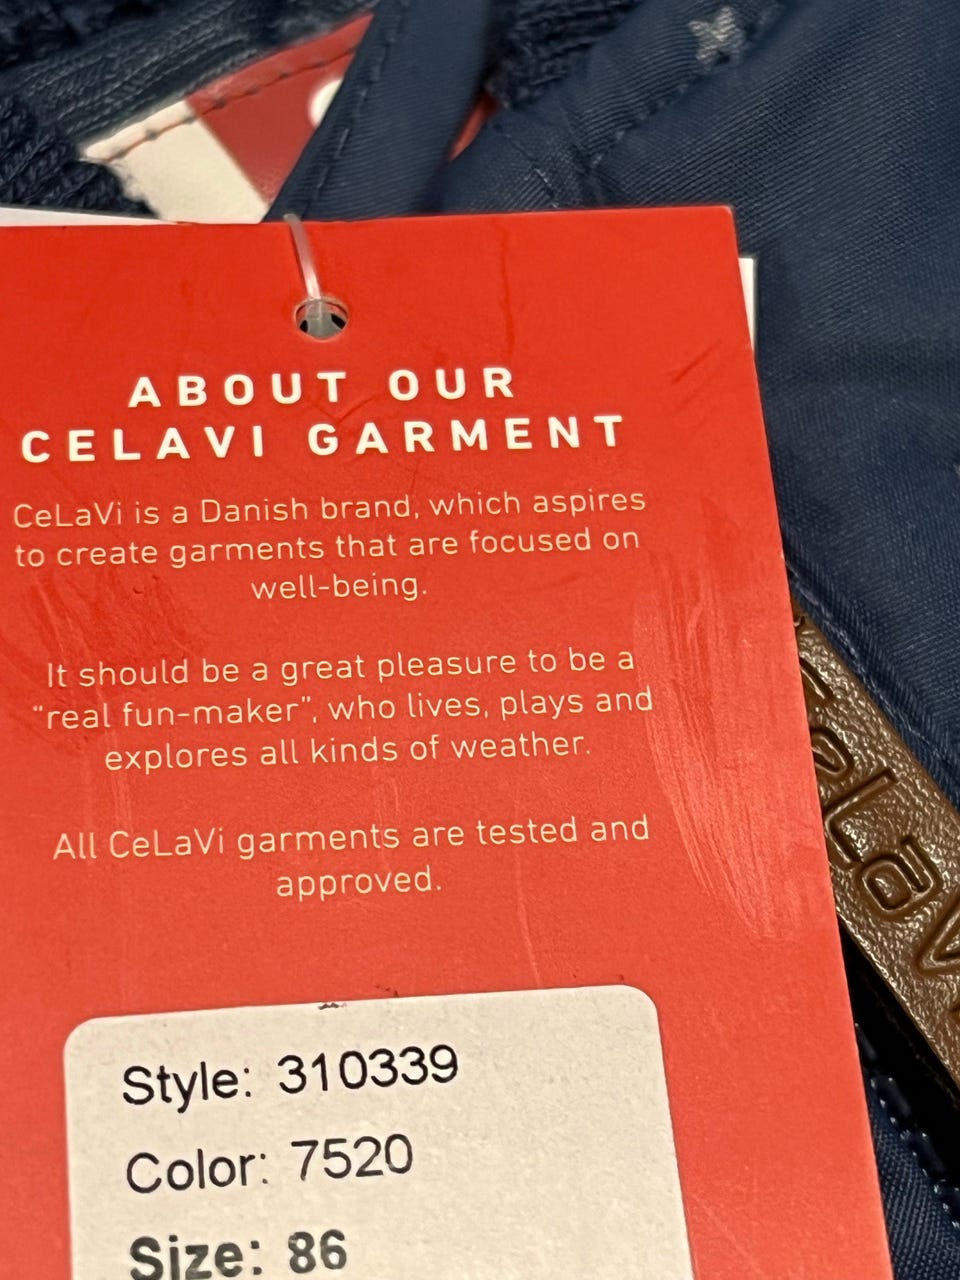 ABOUT OUR
CELAVI GARMENT
CeLaVi is a Danish brand, which aspires
to create garments that are focused on
well-being.
It should be a great pleasure to be a
"real fun-maker", who lives, plays and
explores all kinds of weather.
All CeLaVi garments are tested and
approved.
Style: 310339
Color: 7520
Size: 86
CeLaV